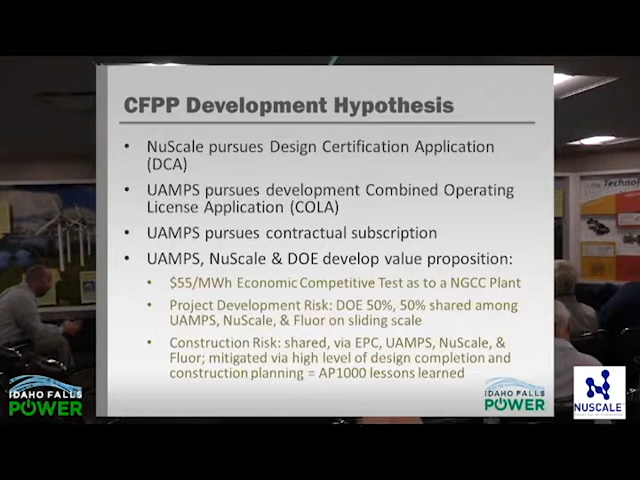 CFPP Development Hypothesis
• NuScale pursues Design Certification Application
(DCA)
• UAMPS pursues development Combined Operating
License Application (COLA)
• UAMPS pursues contractual subscription
• UAMPS, NuScale & DOE develop value proposition:
• $55/MWh Economic Competitive Test as to a NGCC Plant
• Project Development Risk: DOE 50%, 50% shared among
UAMPS, NuScale, & Fluor on sliding scale
• Construction Risk: shared, via EPC, UAMPS, NuScale, &
Fluor; mitigated via high level of design completion and
construction planning = AP1000 lessons learned
IDAHO FALLS
POWER
IDAHO FALLS
POWER
NUSCALE